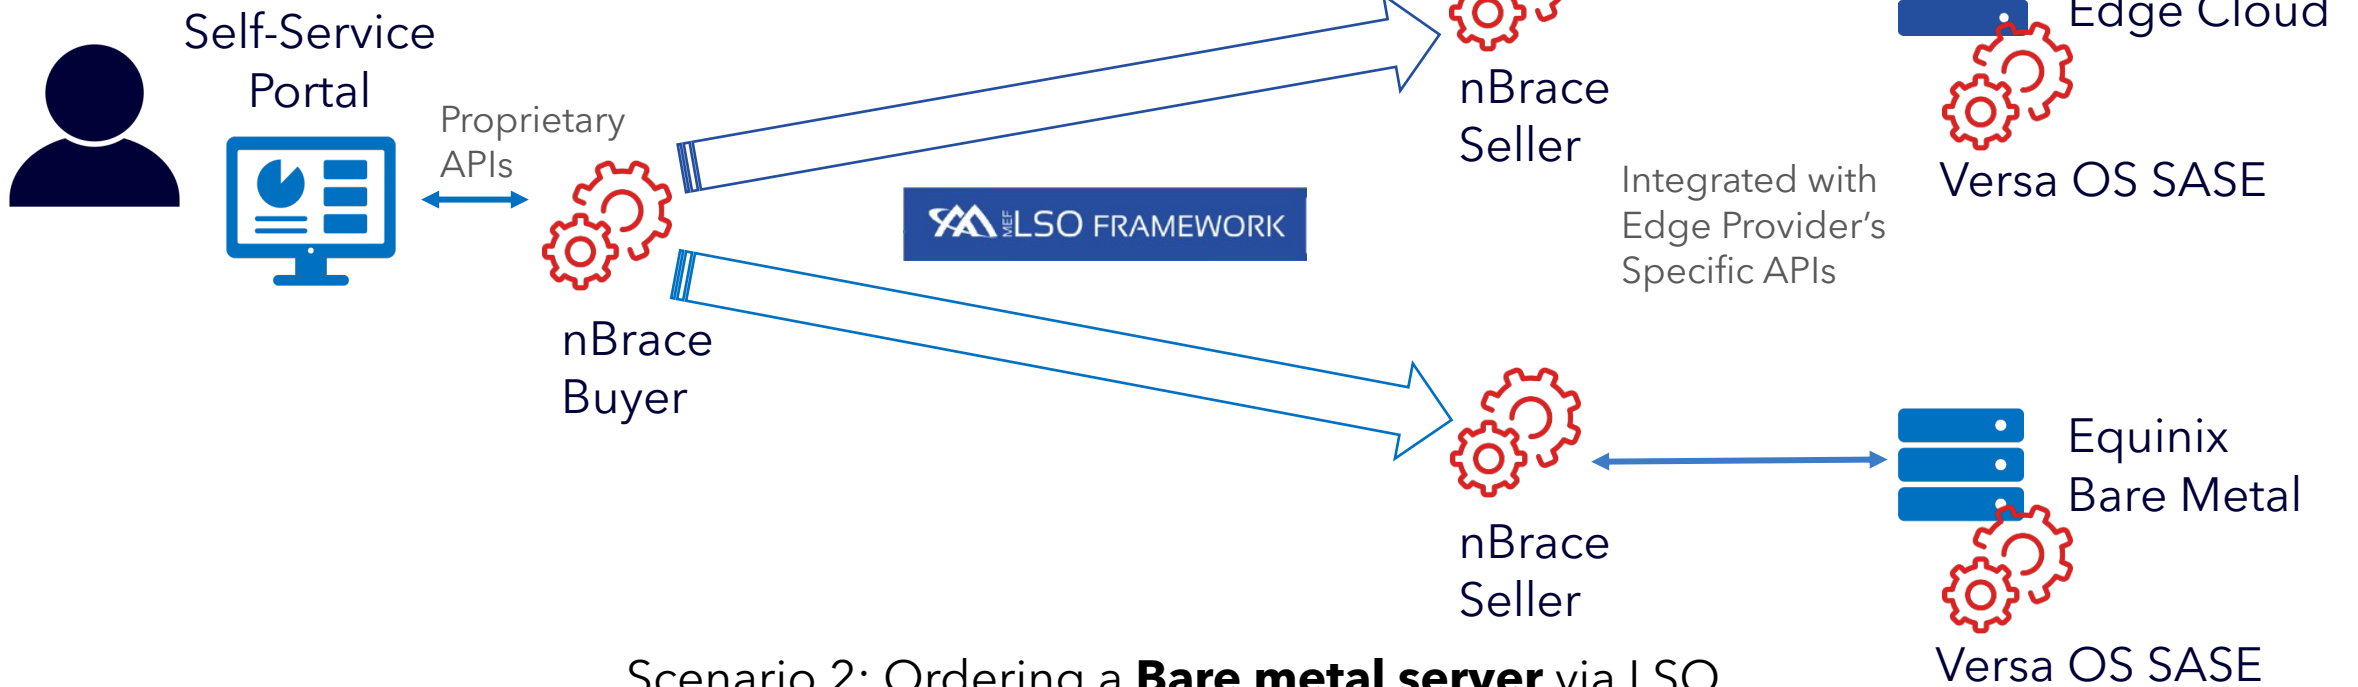 Self-Service
Portal
Proprietary
APIs
nBrace
Buyer
MEF LSO FRAMEWORK
nBrace
Seller
Integrated with
Edge Provider's
Specific APIs
Edge Cloud
Versa OS SASE
nBrace
Seller
Equinix
Bare Metal
Versa OS SASE
Scenario 2: Ordering a Bare metal server via LSO